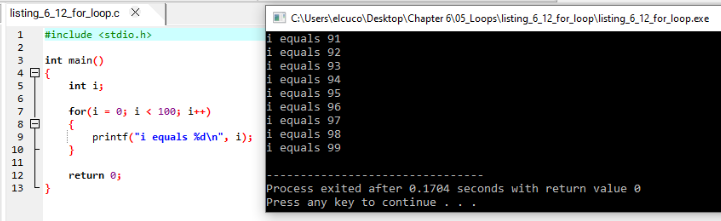 listing_6_12_for_loop.c
1 #include <stdio.h>
2
3 int main()
4 {
5 int i;
6
7 for(i = 0; i < 100; i++)
8 {
9 printf("i equals %d\n", i);
10 }
11
12 return 0;
13 }
C:\Users\elcuco\Desktop\Chapter 6\05_Loops\listing_6_12_for_loop\listing_6_12_for_loop.exe
i equals 91
i equals 92
i equals 93
i equals 94
i equals 95
i equals 96
i equals 97
i equals 98
i equals 99
--------------------------------
Process exited after 0.1704 seconds with return value 0
Press any key to continue . . .